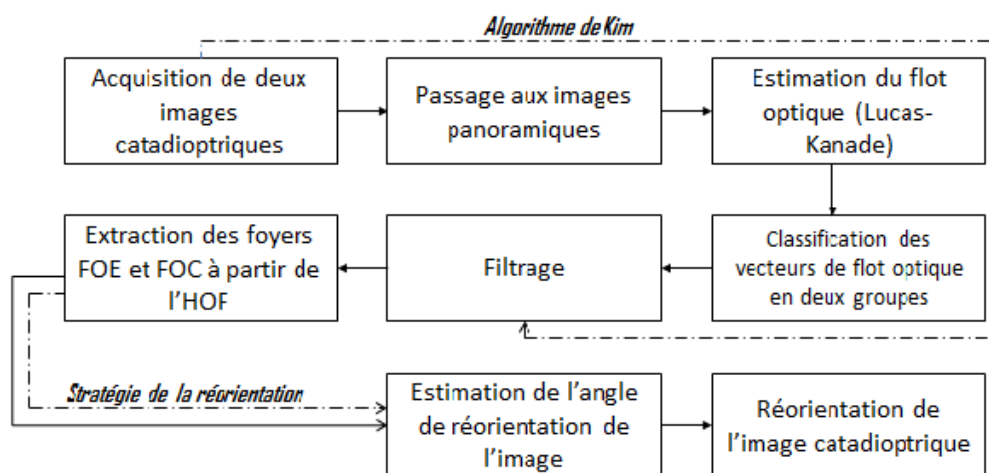 Algorithme de Kim
Acquisition de deux
images
catadioptriques
Passage aux images
panoramiques
Estimation du flot
optique (Lucas-
Kanade)
Extraction des foyers
FOE et FOC à partir de
l'HOF
Filtrage
Classification des
vecteurs de flot optique
en deux groupes
Stratégie de la réorientation
Estimation de l'angle
de réorientation de
l'image
Réorientation de
l'image catadioptrique